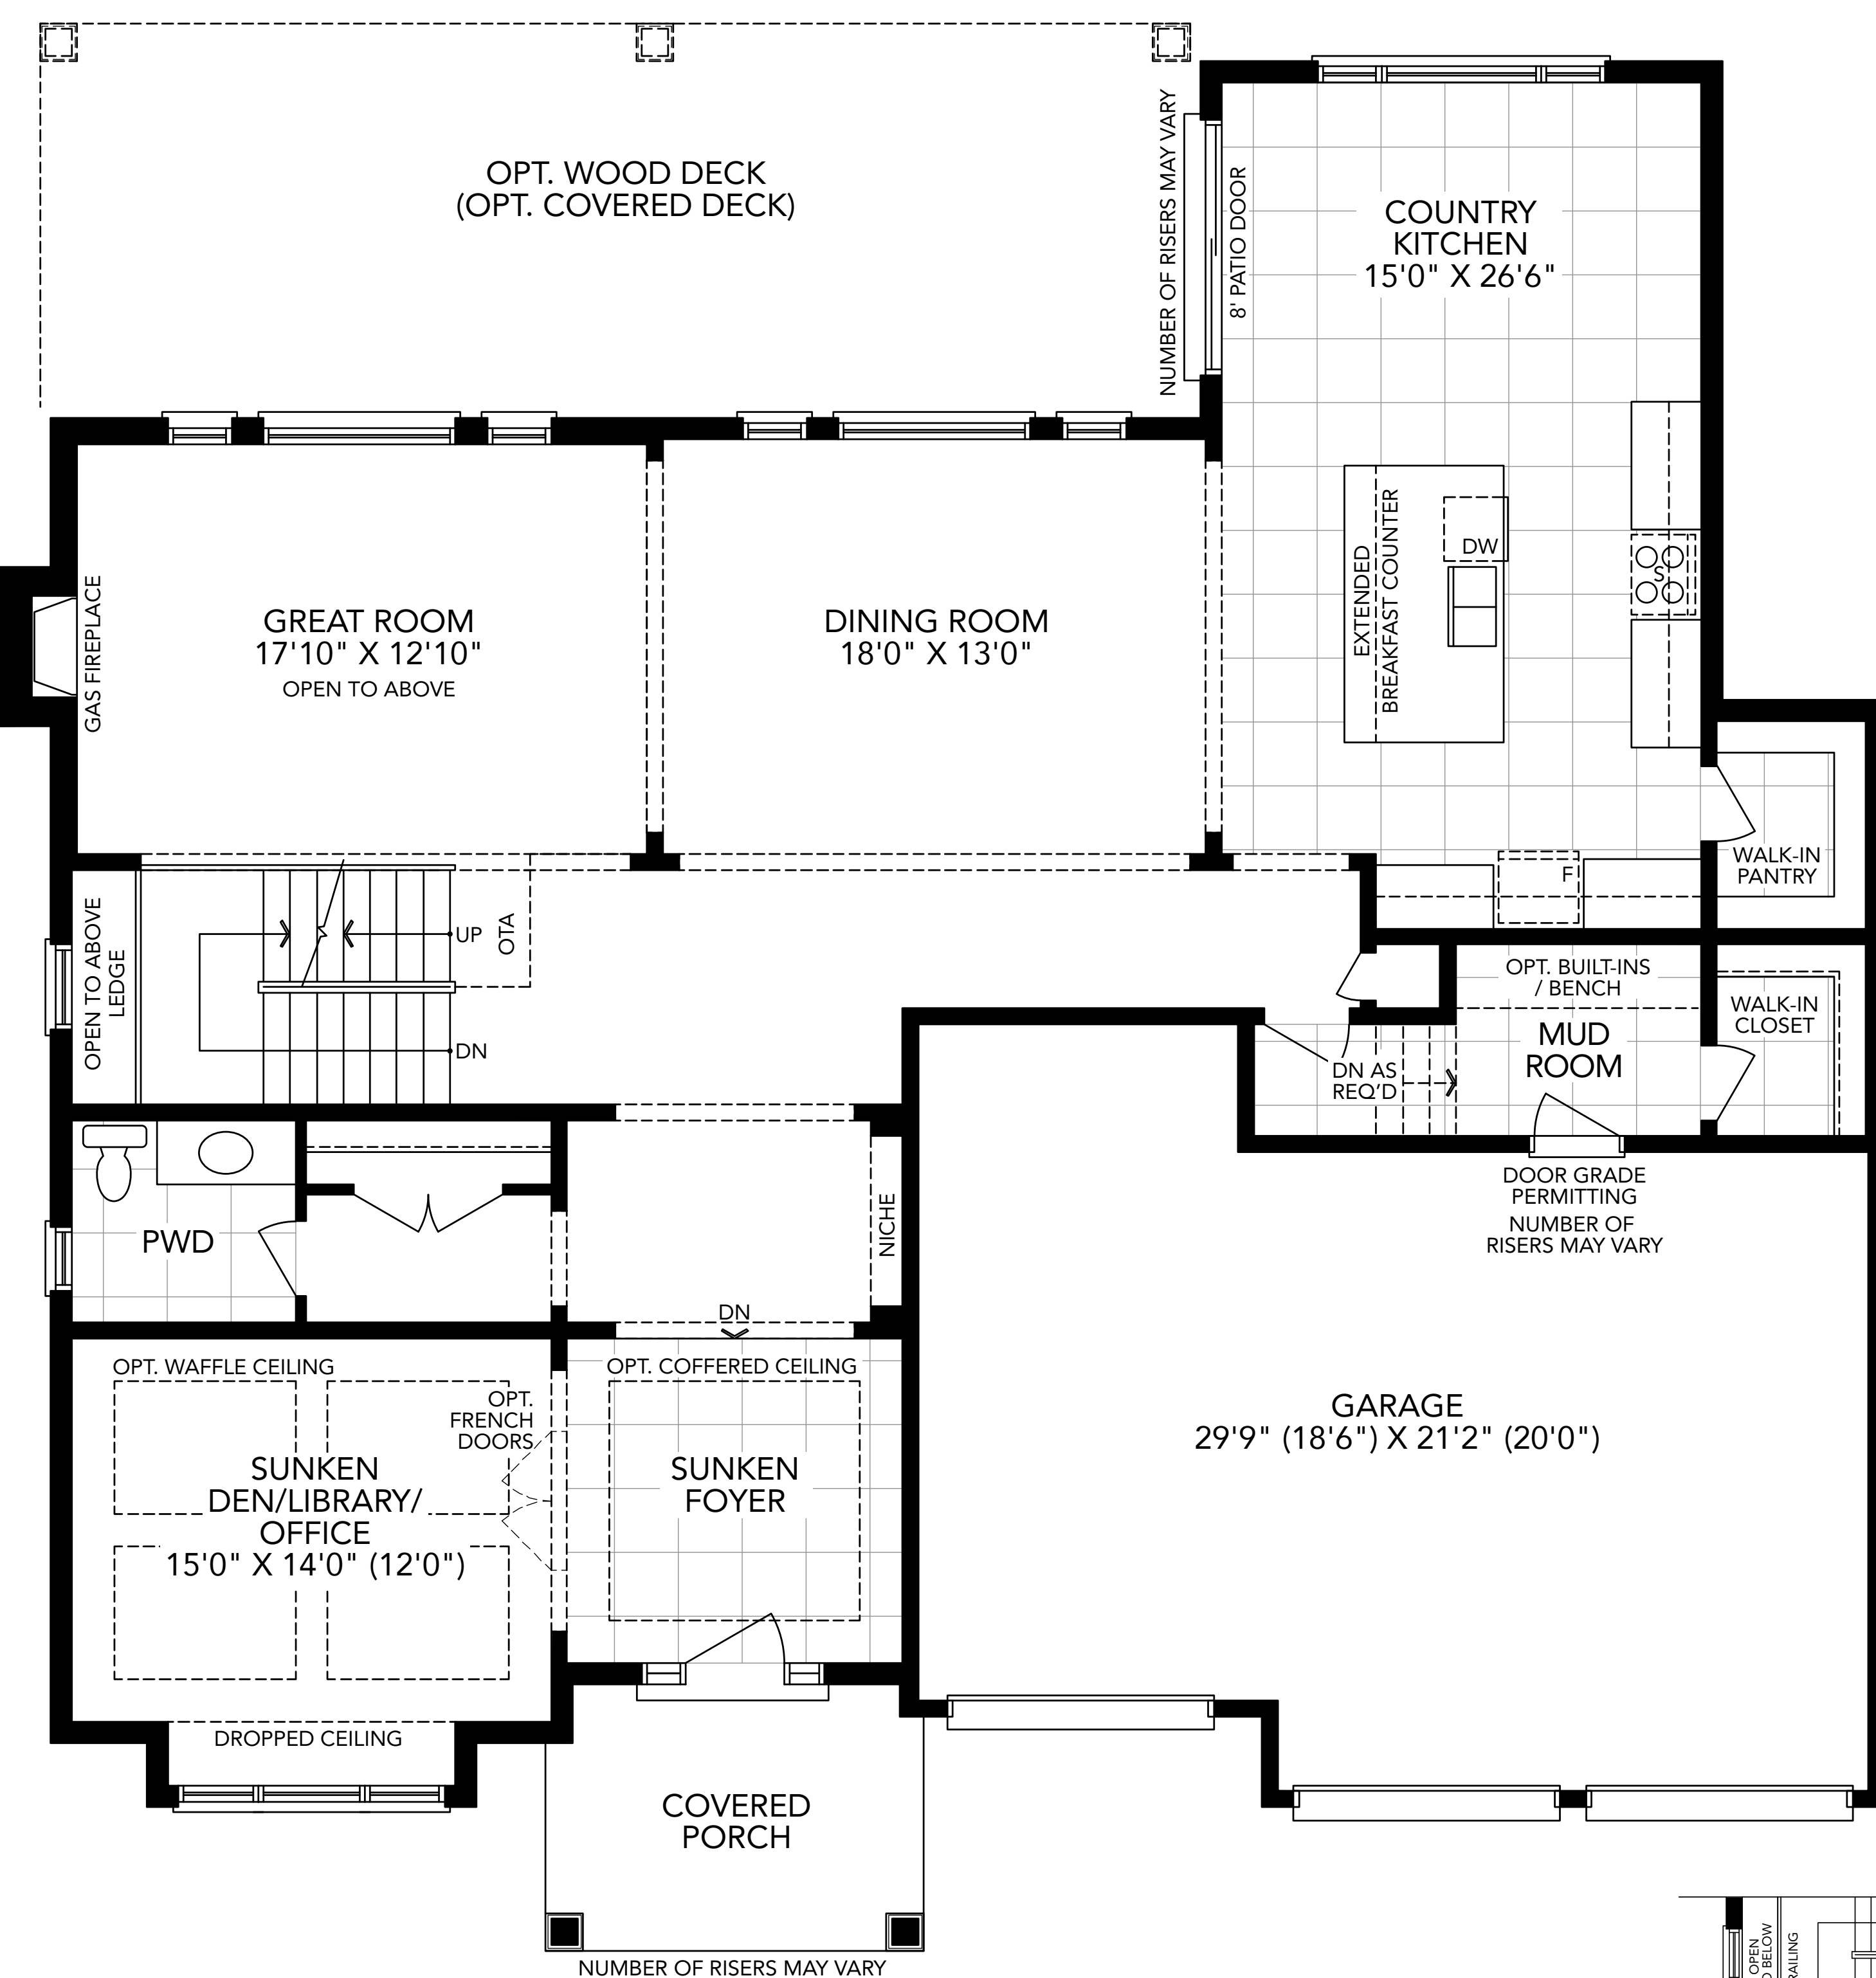 OPT. WOOD DECK
(OPT. COVERED DECK)
NUMBER OF RISERS MAY VARY
8' PATIO DOOR
COUNTRY
KITCHEN
15'0" X 26'6"
GAS FIREPLACE
GREAT ROOM
17'10" X 12'10"
OPEN TO ABOVE
DINING ROOM
18'0" X 13'0"
EXTENDED
BREAKFAST COUNTER
DW
S
WALK-IN
PANTRY
F
OPEN TO ABOVE
LEDGE
UP
OTA
DN
OPT. BUILT-INS
/ BENCH
MUD
ROOM
WALK-IN
CLOSET
DN AS
REQ'D
DOOR GRADE
PERMITTING
NUMBER OF
RISERS MAY VARY
PWD
NICHE
DN
OPT. WAFFLE CEILING
OPT.
FRENCH
DOORS
SUNKEN
DEN/LIBRARY/
OFFICE
15'0" X 14'0" (12'0")
DROPPED CEILING
OPT. COFFERED CEILING
SUNKEN
FOYER
GARAGE
29'9" (18'6") X 21'2" (20'0")
COVERED
PORCH
NUMBER OF RISERS MAY VARY
OPEN
BELOW